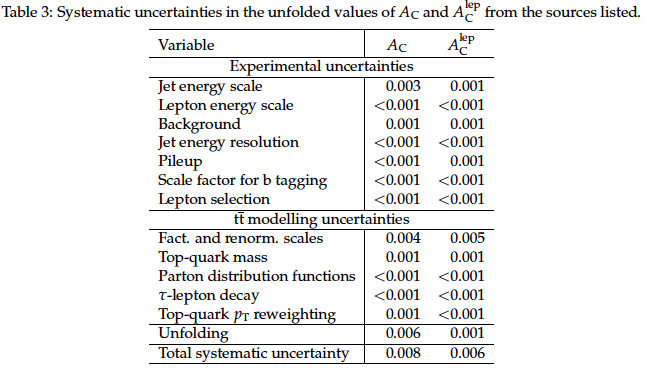 Table 3: Systematic uncertainties in the unfolded values of A_C and A_C^lep from the sources listed.
Variable A_C A_C^lep
Experimental uncertainties
Jet energy scale 0.003 0.001
Lepton energy scale <0.001 <0.001
Background 0.001 0.001
Jet energy resolution <0.001 <0.001
Pileup <0.001 0.001
Scale factor for b tagging <0.001 <0.001
Lepton selection <0.001 <0.001
tt̄ modelling uncertainties
Fact. and renorm. scales 0.004 0.005
Top-quark mass 0.001 0.001
Parton distribution functions <0.001 <0.001
τ-lepton decay <0.001 <0.001
Top-quark p_T reweighting 0.001 <0.001
Unfolding 0.006 0.001
Total systematic uncertainty 0.008 0.006